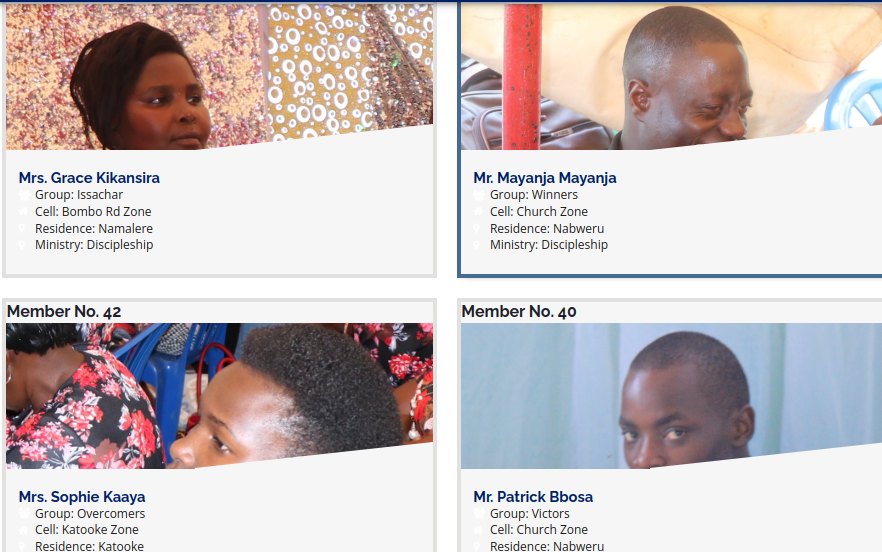 Mrs. Grace Kikansira
Group: Issachar
Cell: Bombo Rd Zone
Residence: Namalere
Ministry: Discipleship
Mr. Mayanja Mayanja
Group: Winners
Cell: Church Zone
Residence: Nabweru
Ministry: Discipleship
Member No. 42
Mrs. Sophie Kaaya
Group: Overcomers
Cell: Katooke Zone
Residence: Katooke
Member No. 40
Mr. Patrick Bbosa
Group: Victors
Cell: Church Zone
Residence: Nabweru